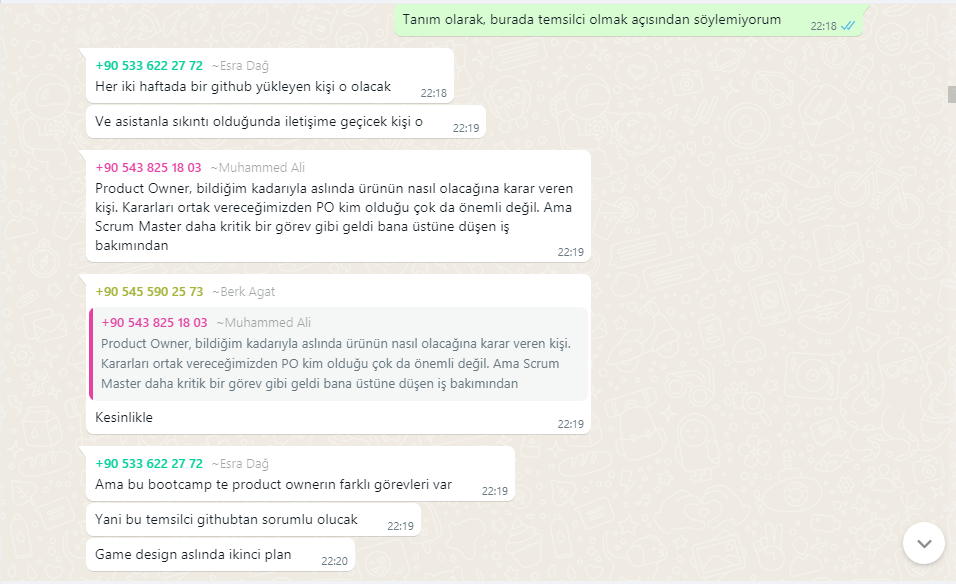 Tanım olarak, burada temsilci olmak açısından söylemiyorum
22:18
+90 533 622 27 72 ~Esra Dağ
Her iki haftada bir github yükleyen kişi o olacak
22:18
Ve asistanla sıkıntı olduğunda iletişime geçicek kişi o
22:19
+90 543 825 18 03 ~Muhammed Ali
Product Owner, bildiğim kadarıyla aslında ürünün nasıl olacağına karar veren
kişi. Kararları ortak vereceğimizden PO kim olduğu çok da önemli değil. Ama
Scrum Master daha kritik bir görev gibi geldi bana üstüne düşen iş
bakımından
22:19
+90 545 590 25 73 ~Berk Agat
+90 543 825 18 03 ~Muhammed Ali
Product Owner, bildiğim kadarıyla aslında ürünün nasıl olacağına karar veren kişi.
Kararları ortak vereceğimizden PO kim olduğu çok da önemli değil. Ama Scrum
Master daha kritik bir görev gibi geldi bana üstüne düşen iş bakımından
Kesinlikle
22:19
+90 533 622 27 72 ~Esra Dağ
Ama bu bootcamp te product ownerın farklı görevleri var
22:19
Yani bu temsilci githubtan sorumlu olucak
22:19
Game design aslında ikinci plan
22:20